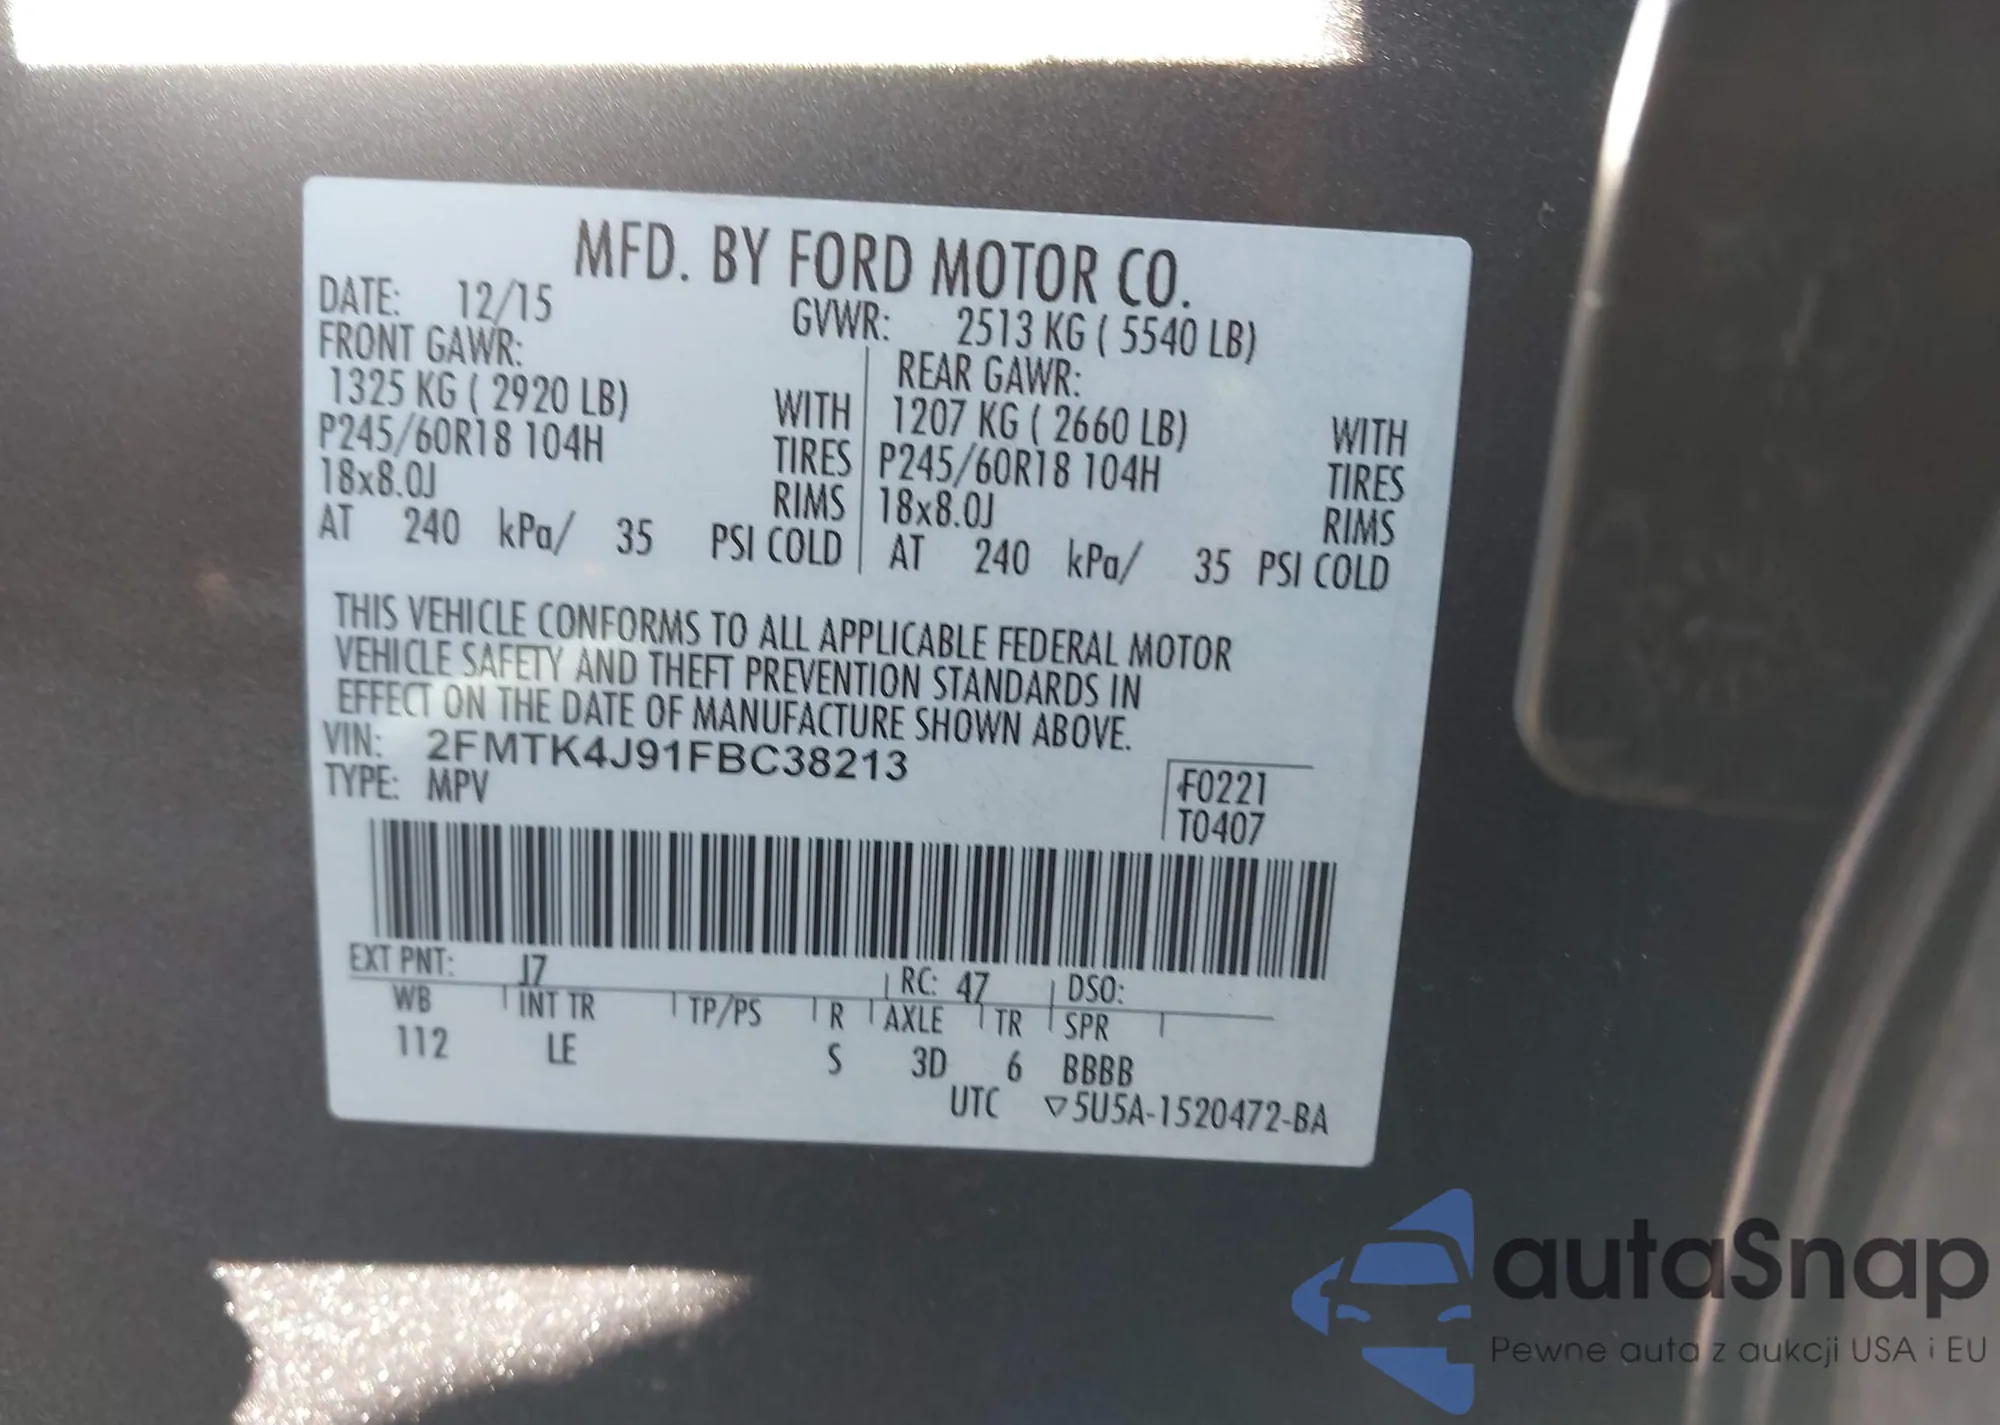 MFD. BY FORD MOTOR CO.
DATE: 12/15 GVWR: 2513 KG ( 5540 LB)
FRONT GAWR: REAR GAWR:
1325 KG ( 2920 LB) WITH 1207 KG ( 2660 LB) WITH
P245/60R18 104H TIRES P245/60R18 104H TIRES
18x8.0J RIMS 18x8.0J RIMS
AT 240 kPa/ 35 PSI COLD AT 240 kPa/ 35 PSI COLD
THIS VEHICLE CONFORMS TO ALL APPLICABLE FEDERAL MOTOR
VEHICLE SAFETY AND THEFT PREVENTION STANDARDS IN
EFFECT ON THE DATE OF MANUFACTURE SHOWN ABOVE.
VIN: 2FMTK4J91FBC38213
TYPE: MPV
F0221
T0407
EXT PNT: J7 RC: 47 DSO:
WB INT TR TP/PS R AXLE TR SPR
112 LE S 3D 6 BBBB
UTC ▽5U5A-1520472-BA
autaSnap
Pewne auta z aukcji USA i EU